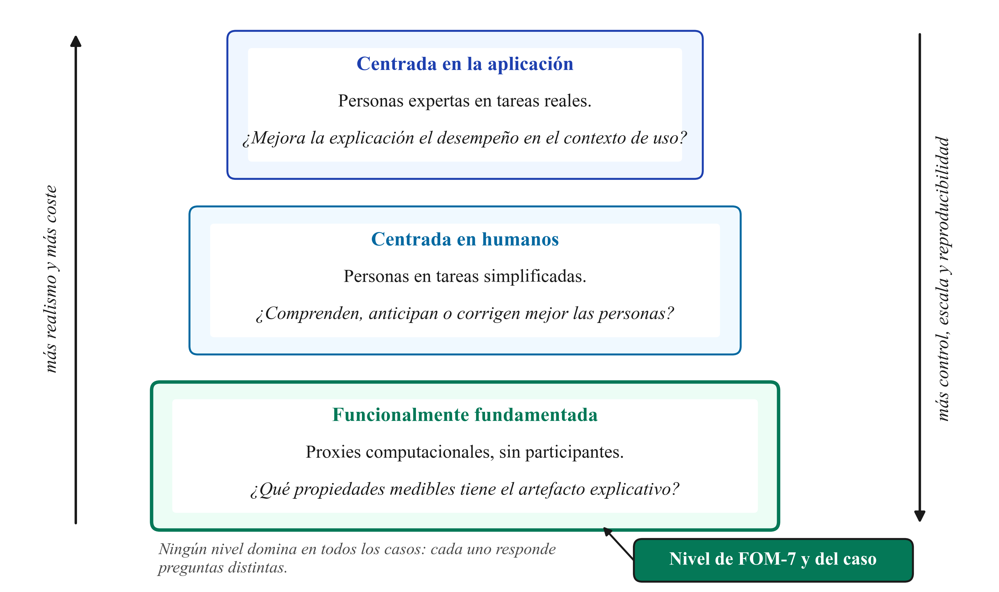 Centrada en la aplicación
Personas expertas en tareas reales.
¿Mejora la explicación el desempeño en el contexto de uso?
más realismo y más coste
más control, escala y reproducibilidad
Centrada en humanos
Personas en tareas simplificadas.
¿Comprenden, anticipan o corrigen mejor las personas?
Funcionalmente fundamentada
Proxies computacionales, sin participantes.
¿Qué propiedades medibles tiene el artefacto explicativo?
Ningún nivel domina en todos los casos: cada uno responde
preguntas distintas.
Nivel de FOM-7 y del caso